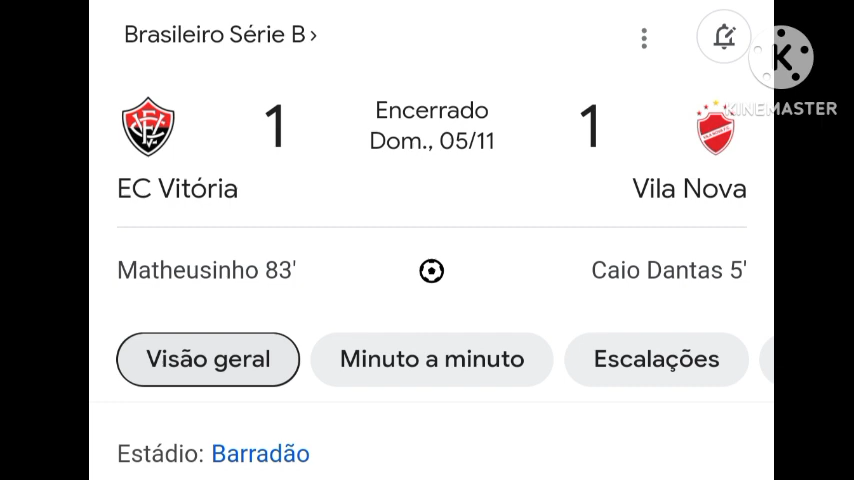 Brasileiro Série B ›
KINEMASTER
1 Encerrado 1
Dom., 05/11
EC Vitória Vila Nova
Matheusinho 83' Caio Dantas 5'
Visão geral Minuto a minuto Escalações
Estádio: Barradão